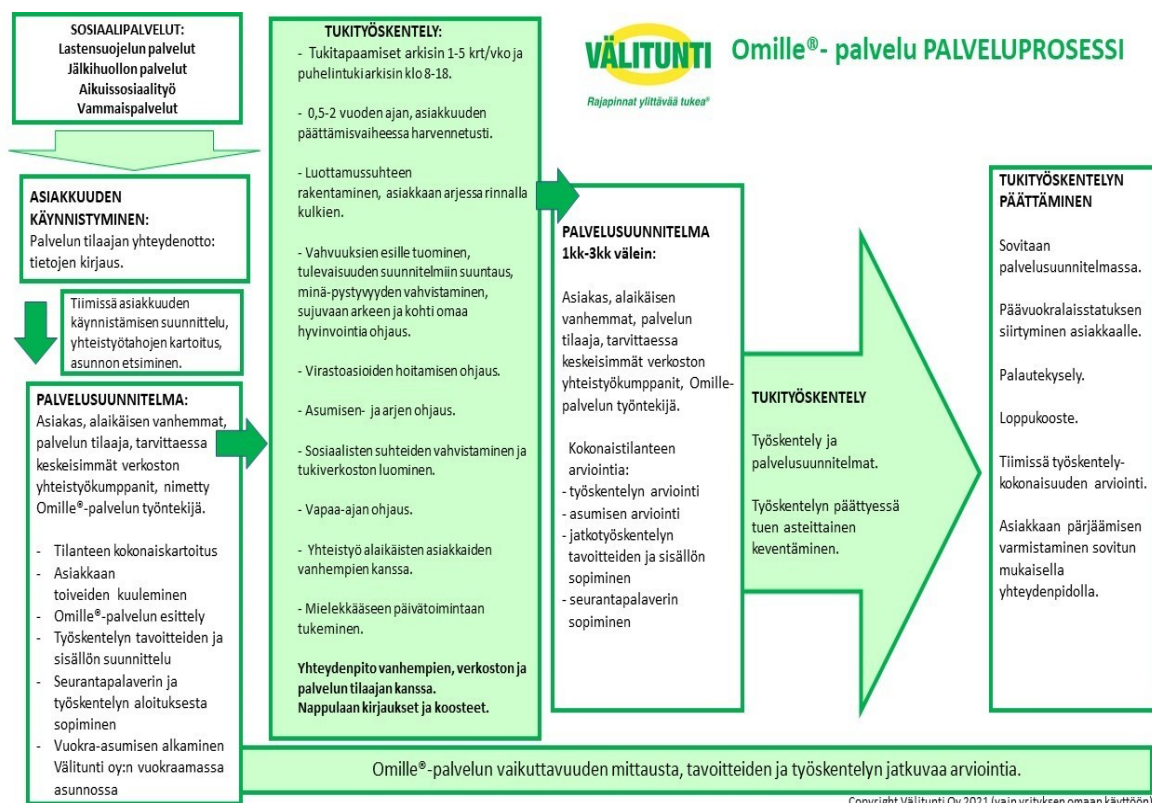 SOSIAALIPALVELUT:
Lastensuojelun palvelut
Jälkihuollon palvelut
Aikuissosiaalityö
Vammaispalvelut
ASIAKKUUDEN
KÄYNNISTYMINEN:
Palvelun tilaajan yhteydenotto:
tietojen kirjaus.
Tiimissä asiakkuuden
käynnistämisen suunnittelu,
yhteistyötahojen kartoitus,
asunnon etsiminen.
PALVELUSUUNNITELMA:
Asiakas, alaikäisen vanhemmat,
palvelun tilaaja, tarvittaessa
keskeisimmät verkoston
yhteistyökumppanit, nimetty
Omille®-palvelun työntekijä.
- Tilanteen kokonaiskartoitus
- Asiakkaan
toiveiden kuuleminen
- Omille®-palvelun esittely
- Työskentelyn tavoitteiden ja
sisällön suunnittelu
- Seurantapalaverin ja
työskentelyn aloituksesta
sopiminen
- Vuokra-asumisen alkaminen
Välitunti oy:n vuokraamassa
asunnossa
TUKITYÖSKENTELY:
- Tukitapaamiset arkisin 1-5 krt/vko ja
puhelintuki arkisin klo 8-18.
- 0,5-2 vuoden ajan, asiakkuuden
päättämisvaiheessa harvennetusti.
- Luottamussuhteen
rakentaminen, asiakkaan arjessa rinnalla
kulkien.
- Vahvuuksien esille tuominen,
tulevaisuuden suunnitelmiin suuntaus,
minä-pystyvyyden vahvistaminen,
sujuvaan arkeen ja kohti omaa
hyvinvointia ohjaus.
- Virastoasioiden hoitamisen ohjaus.
- Asumisen- ja arjen ohjaus.
- Sosiaalisten suhteiden vahvistaminen ja
tukiverkoston luominen.
- Vapaa-ajan ohjaus.
- Yhteistyö alaikäisten asiakkaiden
vanhempien kanssa.
- Mielekkääseen päivätoimintaan
tukeminen.
Yhteydenpito vanhempien, verkoston ja
palvelun tilaajan kanssa.
Nappulaan kirjaukset ja koosteet.
VÄLITUNTI
Rajapinnat ylittävää tukea®
Omille®- palvelu PALVELUPROSESSI
PALVELUSUUNNITELMA
1kk-3kk välein:
Asiakas, alaikäisen
vanhemmat, palvelun
tilaaja, tarvittaessa
keskeisimmät verkoston
yhteistyökumppanit, Omille-
palvelun työntekijä.
Kokonaistilanteen
arviointia:
- työskentelyn arviointi
- asumisen arviointi
- jatkotyöskentelyn
tavoitteiden ja sisällön
sopiminen
- seurantapalaverin
sopiminen
TUKITYÖSKENTELY
Työskentely ja
palvelusuunnitelmat.
Työskentelyn päättyessä
tuen asteittainen
keventäminen.
TUKITYÖSKENTELYN
PÄÄTTÄMINEN
Sovitaan
palvelusuunnitelmassa.
Päävuokralaisstatuksen
siirtyminen asiakkaalle.
Palautekysely.
Loppukooste.
Tiimissä työskentely-
kokonaisuuden arviointi.
Asiakkaan pärjäämisen
varmistaminen sovitun
mukaisella
yhteydenpidolla.
Omille®-palvelun vaikuttavuuden mittausta, tavoitteiden ja työskentelyn jatkuvaa arviointia.
Copyright Välitunti Oy 2021 (vain yrityksen omaan käyttöön)